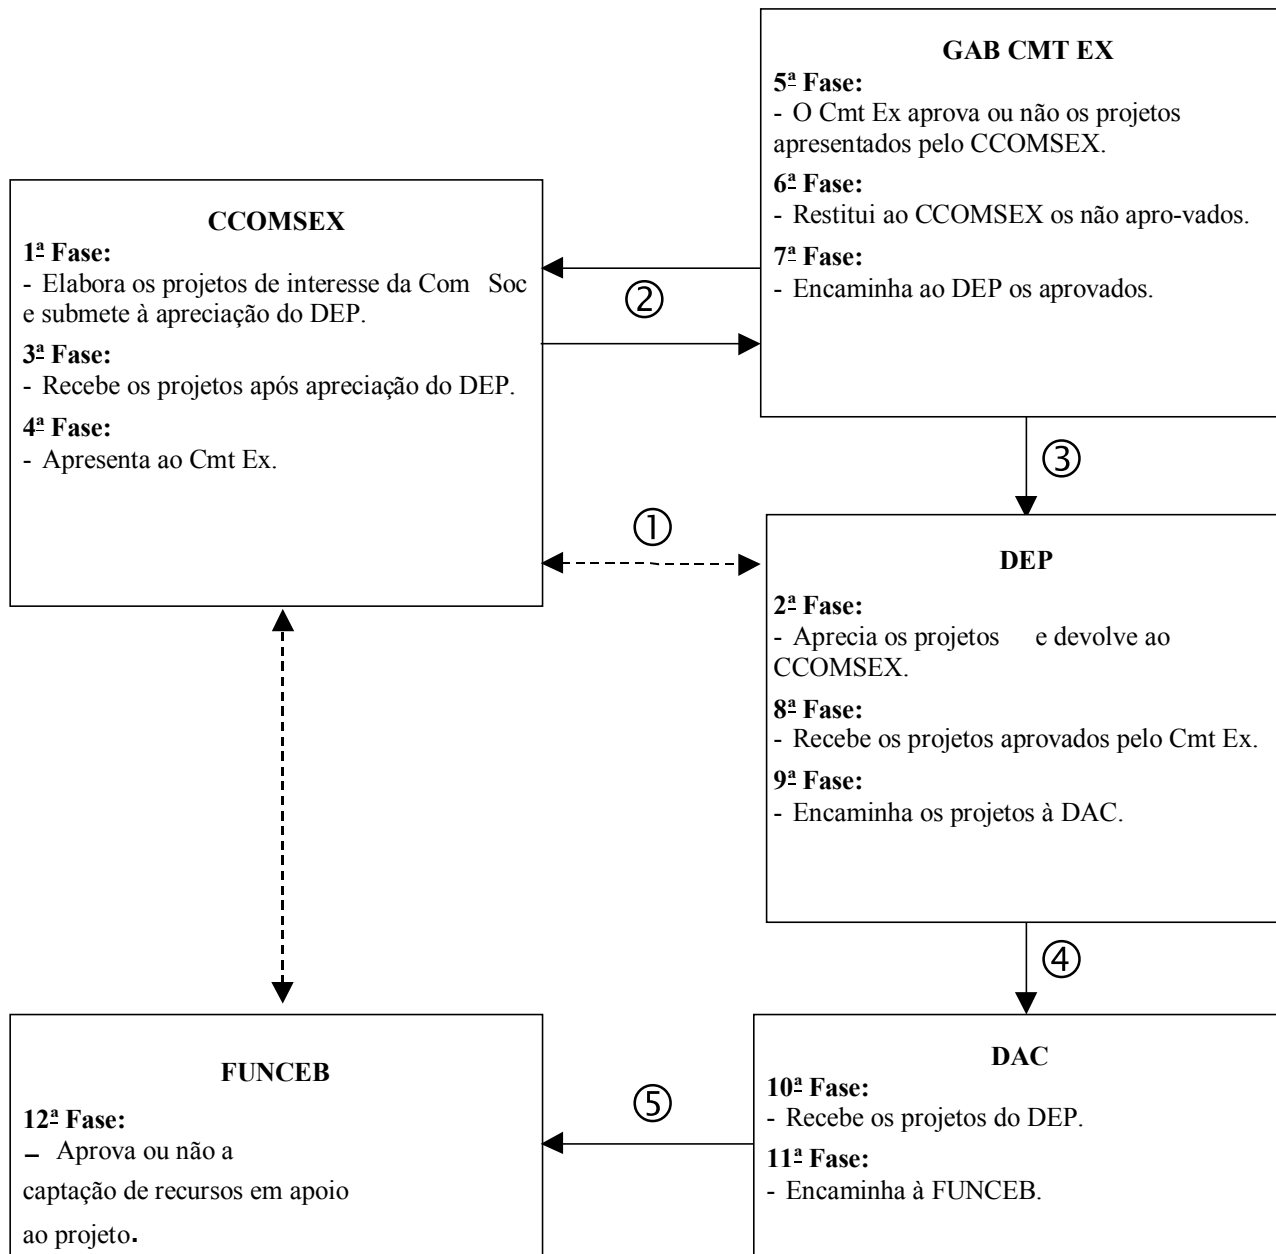 GAB CMT EX
5ª Fase:
- O Cmt Ex aprova ou não os projetos
apresentados pelo CCOMSEX.
6ª Fase:
- Restitui ao CCOMSEX os não apro-vados.
7ª Fase:
- Encaminha ao DEP os aprovados.
CCOMSEX
1ª Fase:
- Elabora os projetos de interesse da Com Soc
e submete à apreciação do DEP.
3ª Fase:
- Recebe os projetos após apreciação do DEP.
4ª Fase:
- Apresenta ao Cmt Ex.
②
③
①
DEP
2ª Fase:
- Aprecia os projetos e devolve ao
CCOMSEX.
8ª Fase:
- Recebe os projetos aprovados pelo Cmt Ex.
9ª Fase:
- Encaminha os projetos à DAC.
④
FUNCEB
12ª Fase:
– Aprova ou não a
captação de recursos em apoio
ao projeto.
⑤
DAC
10ª Fase:
- Recebe os projetos do DEP.
11ª Fase:
- Encaminha à FUNCEB.